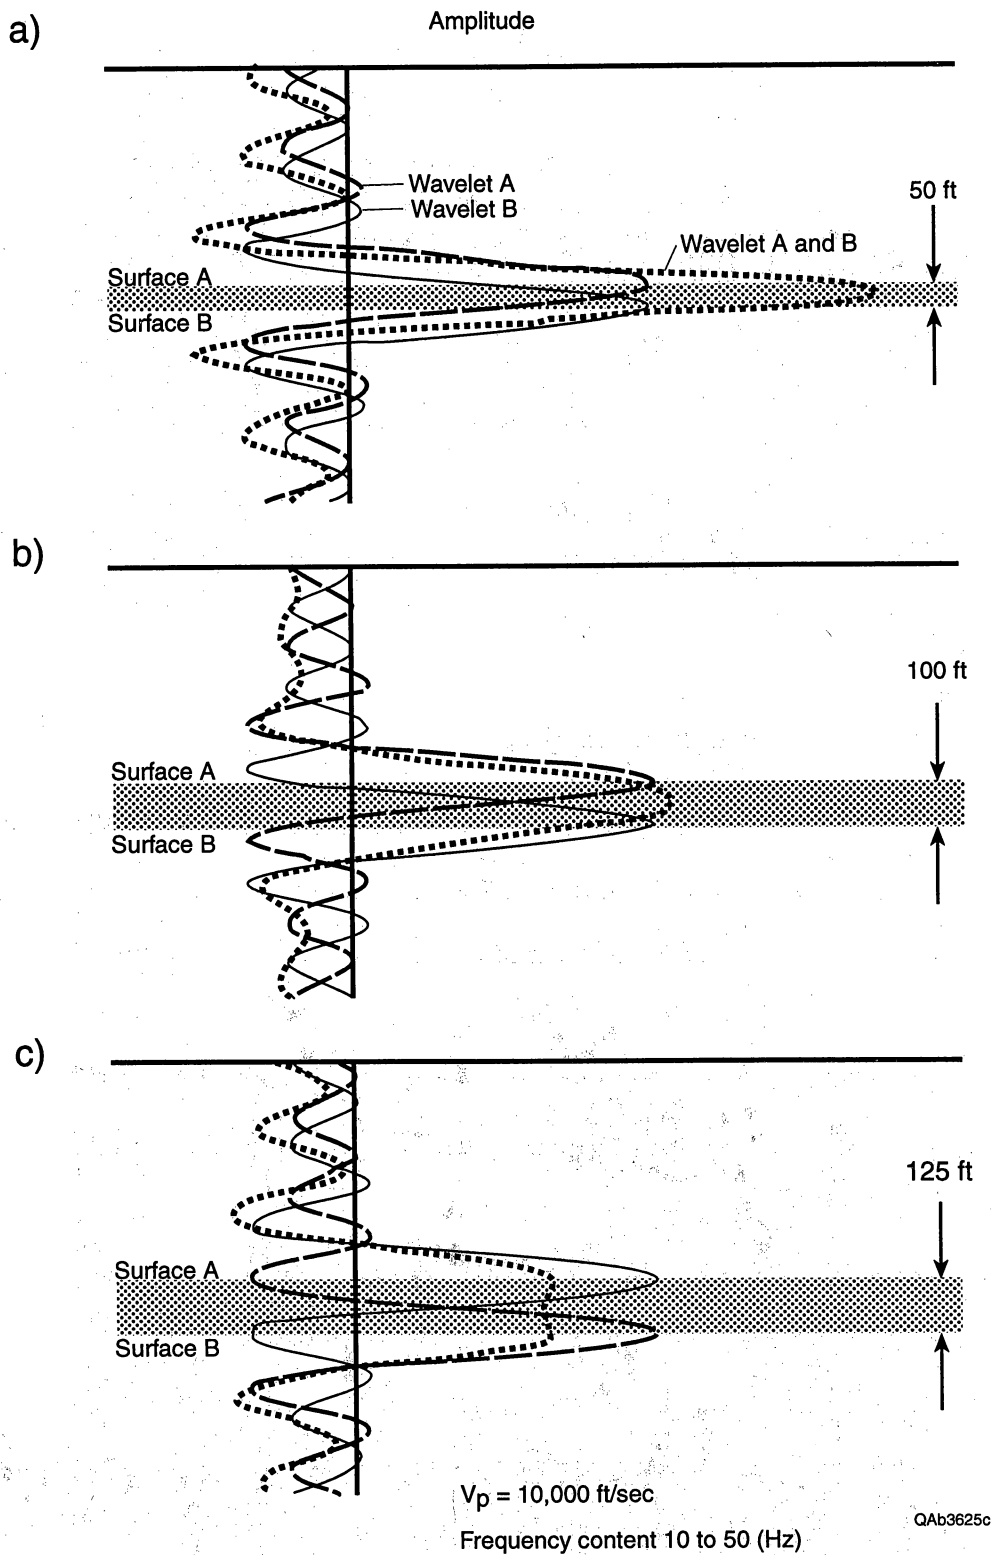 a)
Amplitude
Wavelet A
Wavelet B
50 ft
Wavelet A and B
Surface A
Surface B
b)
100 ft
Surface A
Surface B
c)
125 ft
Surface A
Surface B
Vp = 10,000 ft/sec
QAb3625c
Frequency content 10 to 50 (Hz)